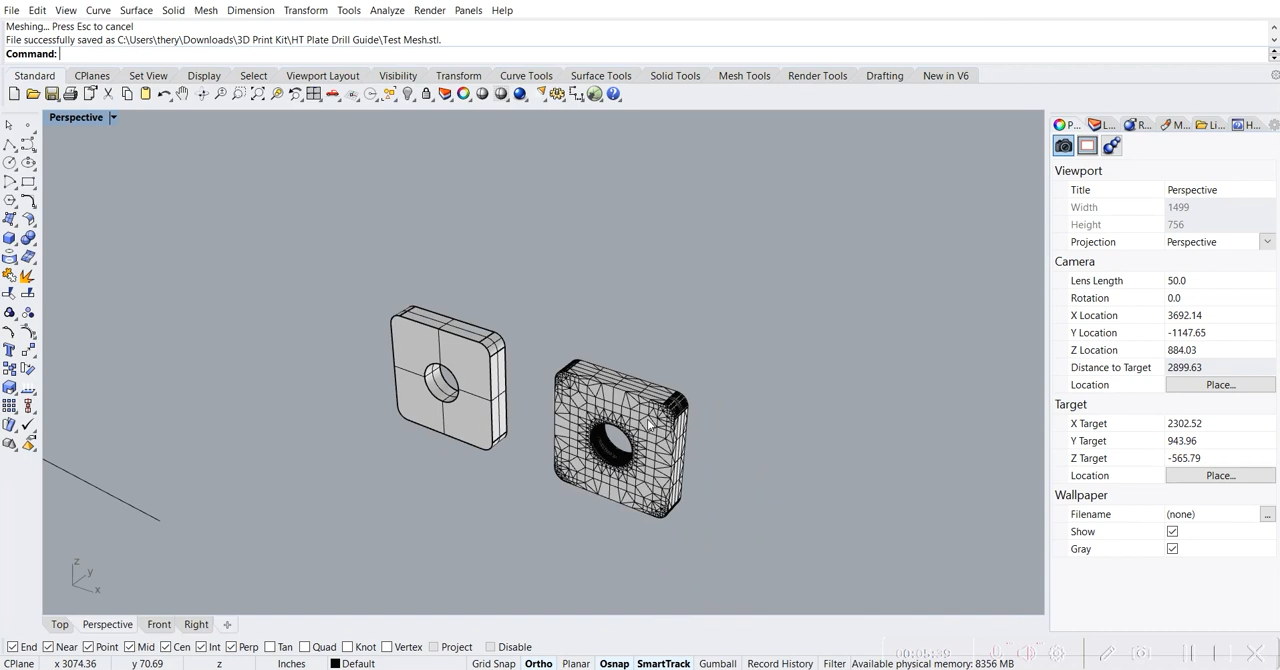 File Edit View Curve Surface Solid Mesh Dimension Transform Tools Analyze Render Panels Help
Meshing... Press Esc to cancel
File successfully saved as C:\Users\thery\Downloads\3D Print Kit\HT Plate Drill Guide\Test Mesh.stl.
Command:
Standard CPlanes Set View Display Select Viewport Layout Visibility Transform Curve Tools Surface Tools Solid Tools Mesh Tools Render Tools Drafting New in V6
Perspective
P... L... R... M... Li... H...
Viewport
Title Perspective
Width 1499
Height 756
Projection Perspective
Camera
Lens Length 50.0
Rotation 0.0
X Location 3692.14
Y Location -1147.65
Z Location 884.03
Distance to Target 2899.63
Location Place...
Target
X Target 2302.52
Y Target 943.96
Z Target -565.79
Location Place...
Wallpaper
Filename (none) ...
Show
Gray
z
y
x
Top Perspective Front Right
End Near Point Mid Cen Int Perp Tan Quad Knot Vertex Project Disable
00:05:39
CPlane x 3074.36 y 70.69 z Inches Default Grid Snap Ortho Planar Osnap SmartTrack Gumball Record History Filter Available physical memory: 8356 MB